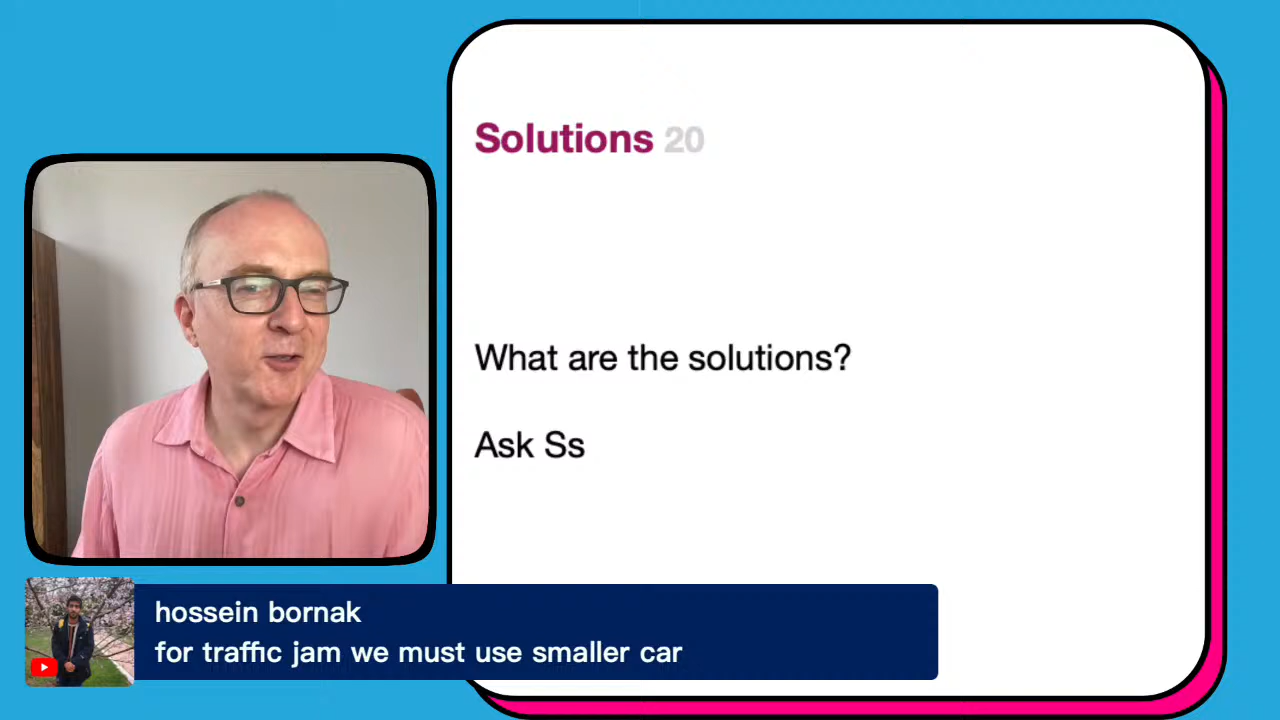 Solutions 20
What are the solutions?
Ask Ss
hossein bornak
for traffic jam we must use smaller car